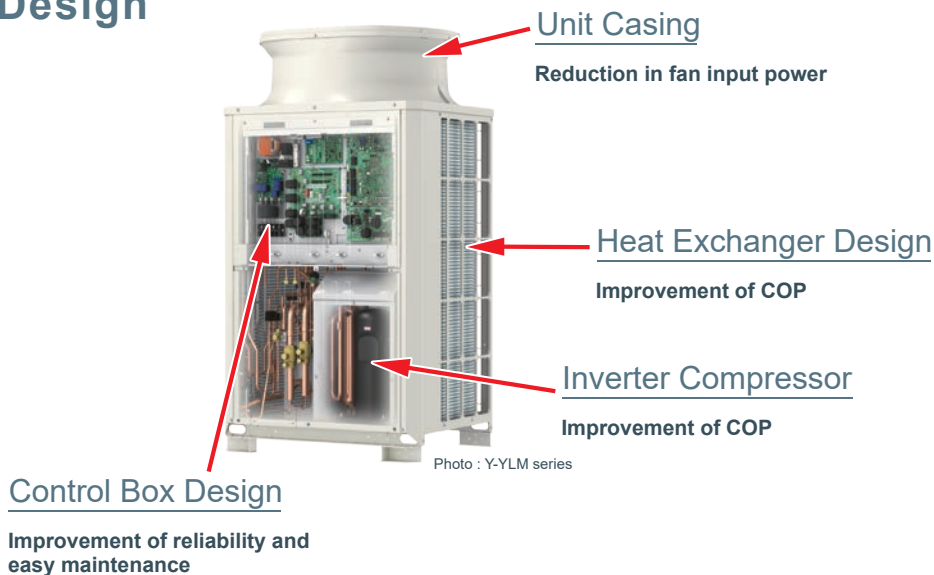 Design
Unit Casing
Reduction in fan input power
Heat Exchanger Design
Improvement of COP
Inverter Compressor
Improvement of COP
Photo : Y-YLM series
Control Box Design
Improvement of reliability and
easy maintenance